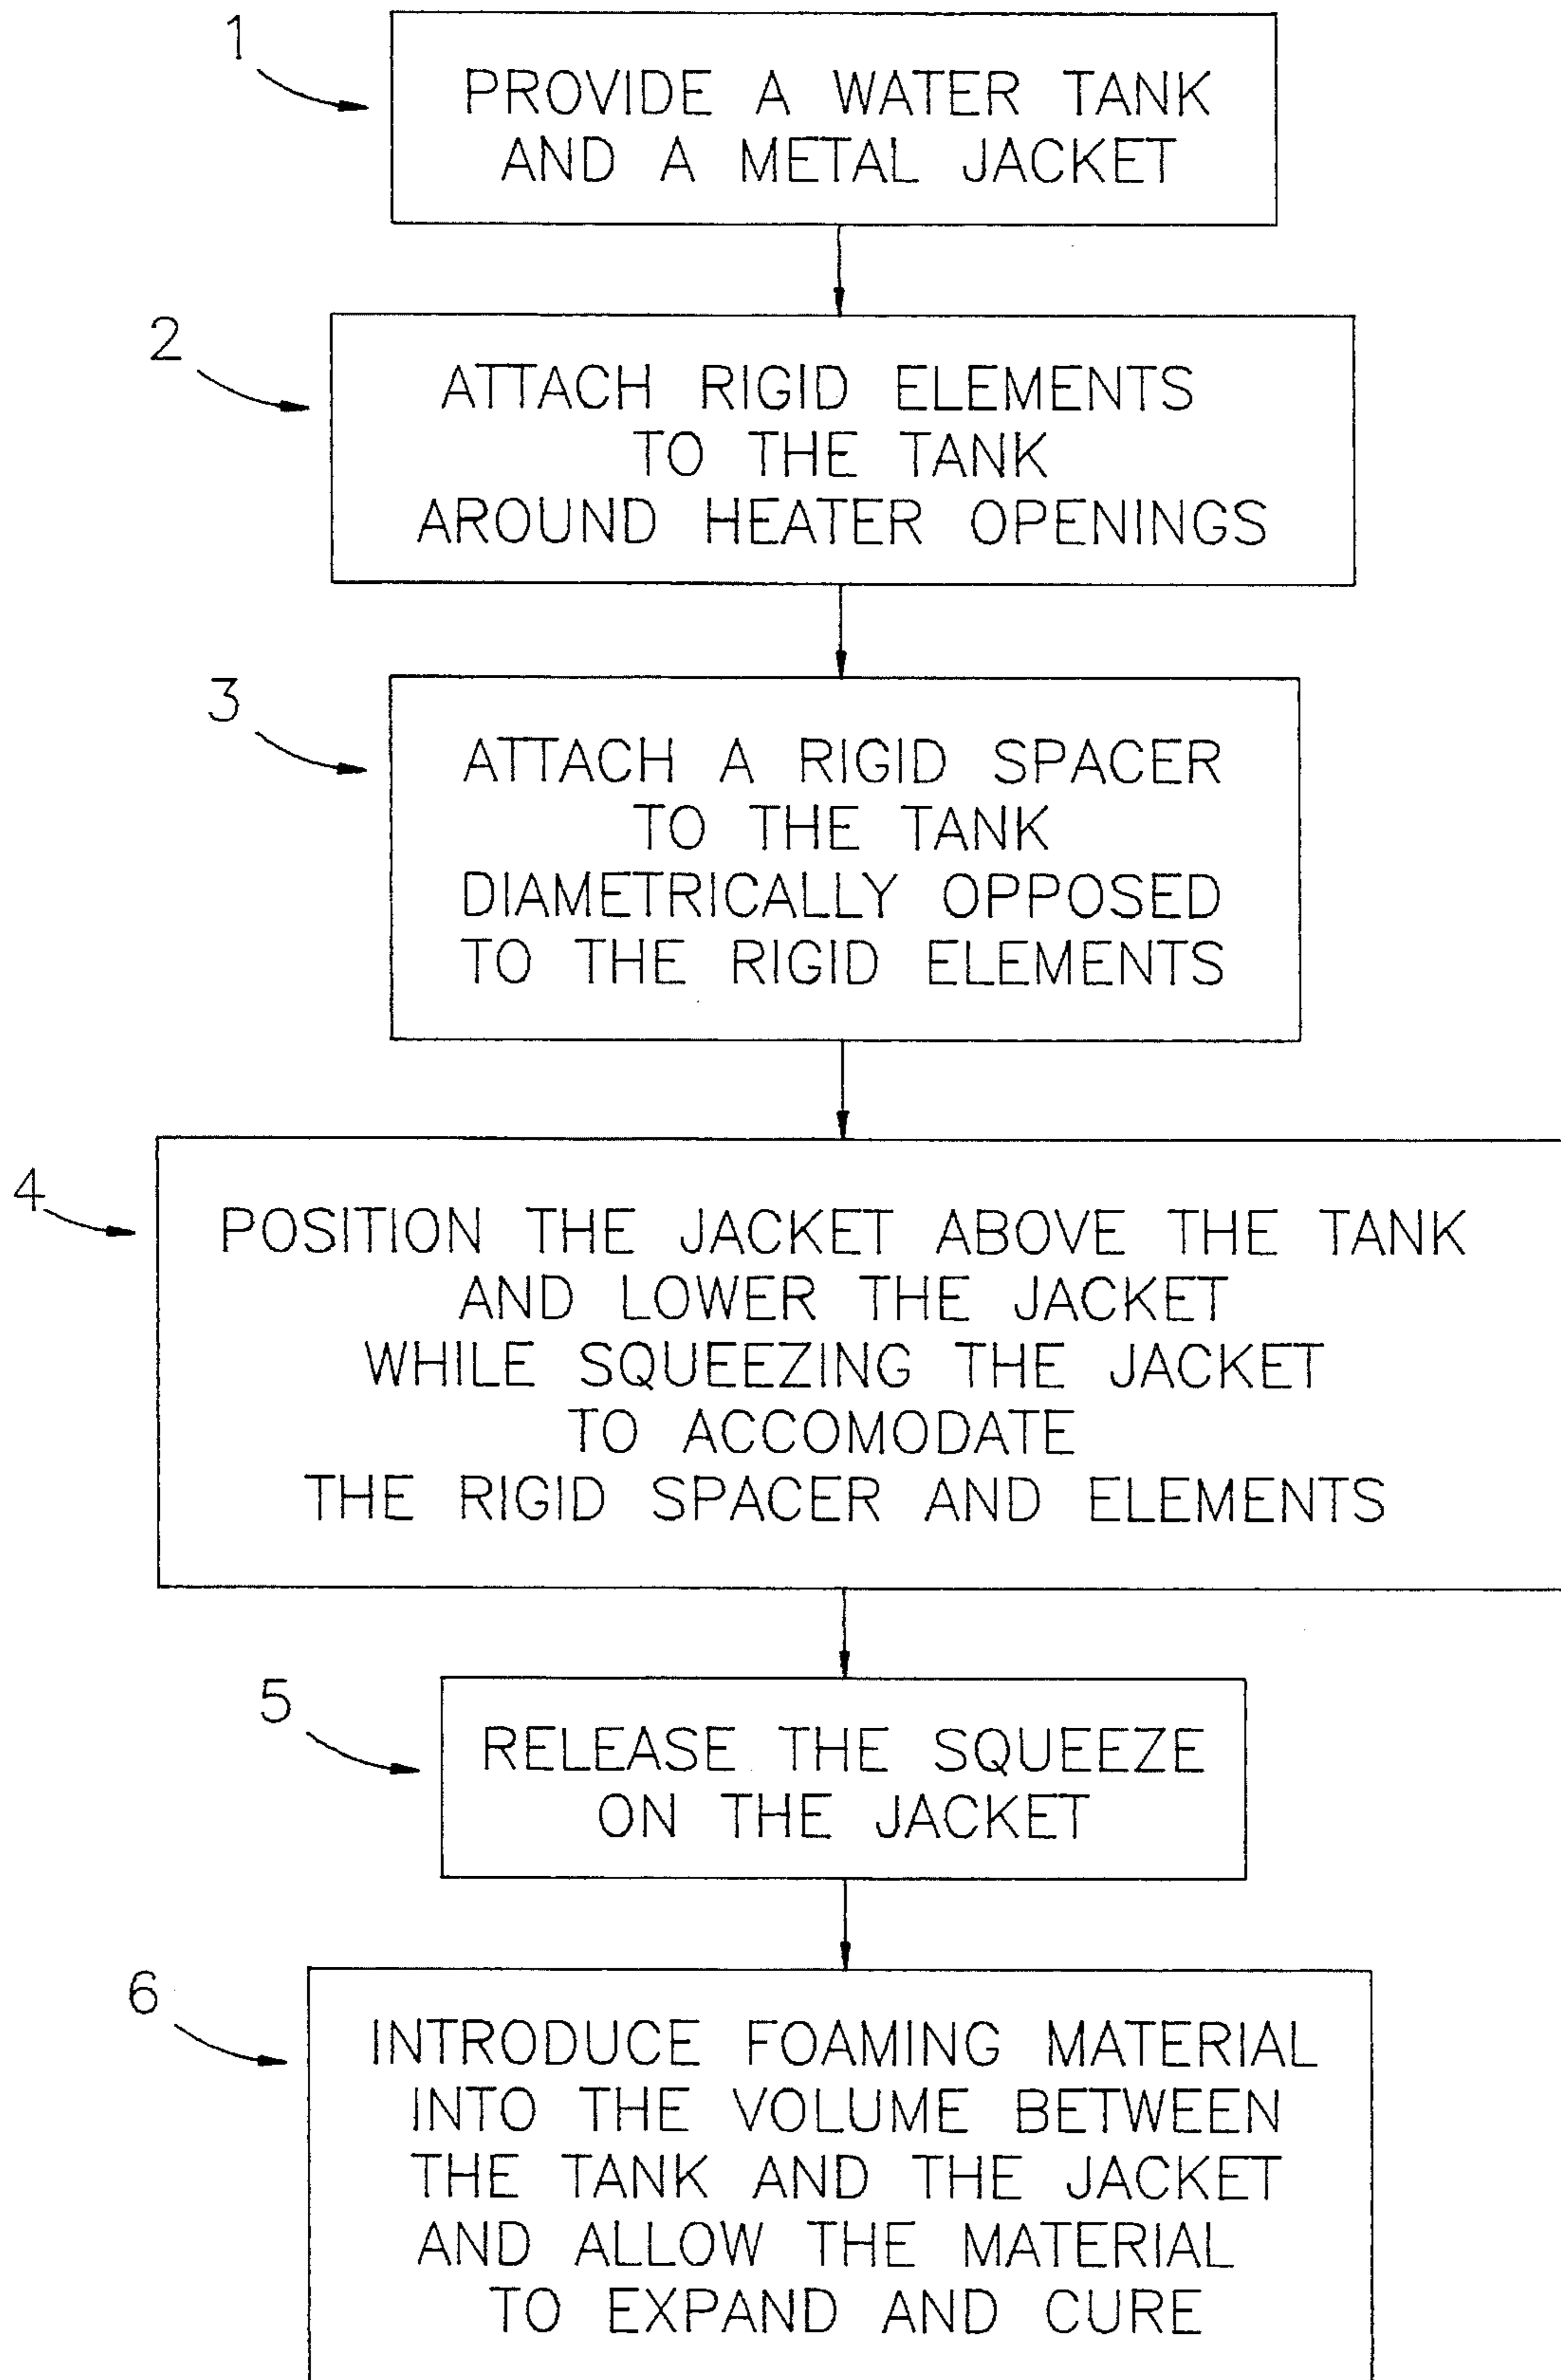 1
PROVIDE A WATER TANK
AND A METAL JACKET
2
ATTACH RIGID ELEMENTS
TO THE TANK
AROUND HEATER OPENINGS
3
ATTACH A RIGID SPACER
TO THE TANK
DIAMETRICALLY OPPOSED
TO THE RIGID ELEMENTS
4
POSITION THE JACKET ABOVE THE TANK
AND LOWER THE JACKET
WHILE SQUEEZING THE JACKET
TO ACCOMODATE
THE RIGID SPACER AND ELEMENTS
5
RELEASE THE SQUEEZE
ON THE JACKET
6
INTRODUCE FOAMING MATERIAL
INTO THE VOLUME BETWEEN
THE TANK AND THE JACKET
AND ALLOW THE MATERIAL
TO EXPAND AND CURE